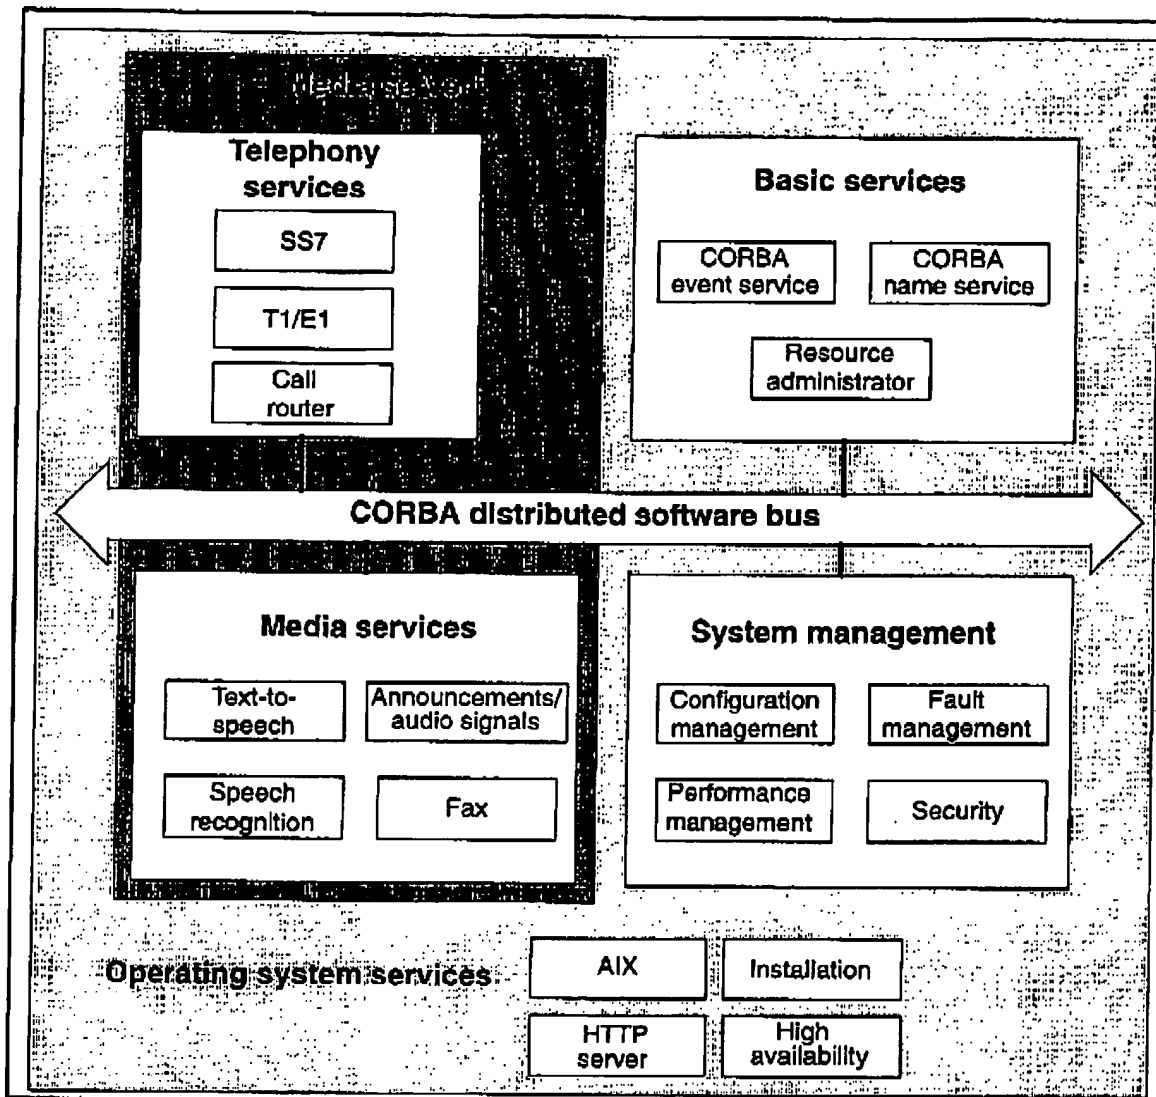 Media server
Telephony
services
SS7
T1/E1
Call
router
Basic services
CORBA
event service
CORBA
name service
Resource
administrator
CORBA distributed software bus
Media services
Text-to-
speech
Announcements/
audio signals
Speech
recognition
Fax
System management
Configuration
management
Fault
management
Performance
management
Security
Operating system services
AIX
Installation
HTTP
server
High
availability